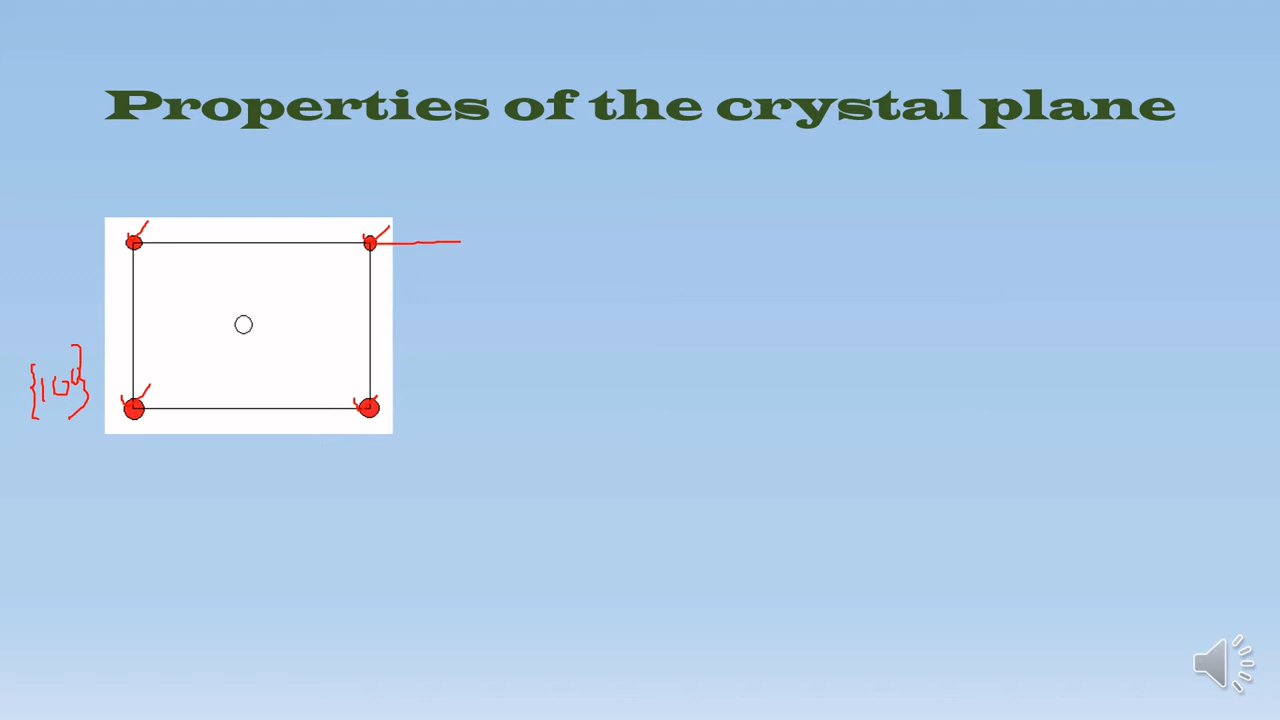 Properties of the crystal plane
{100}